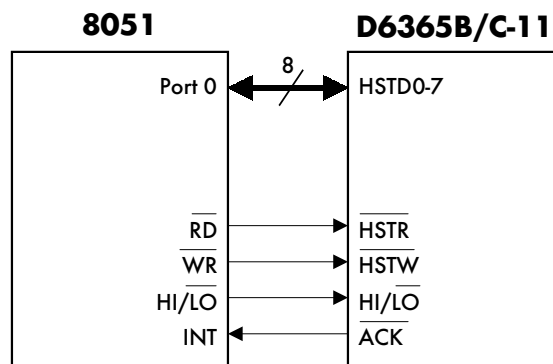 8051 D6365B/C-11
8
Port 0 HSTD0-7
RD HSTR
WR HSTW
HI/LO HI/LO
INT ACK